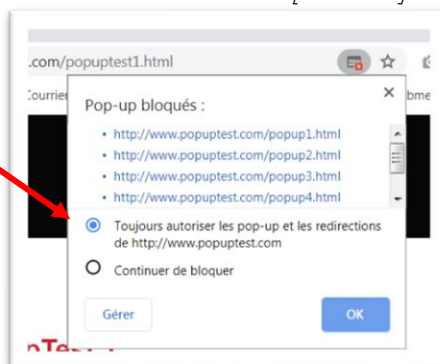 .com/popuptest1.html
Courrier
Pop-up bloqués :
• http://www.popuptest.com/popup1.html
• http://www.popuptest.com/popup2.html
• http://www.popuptest.com/popup3.html
• http://www.popuptest.com/popup4.html
Toujours autoriser les pop-up et les redirections
de http://www.popuptest.com
Continuer de bloquer
Gérer
OK